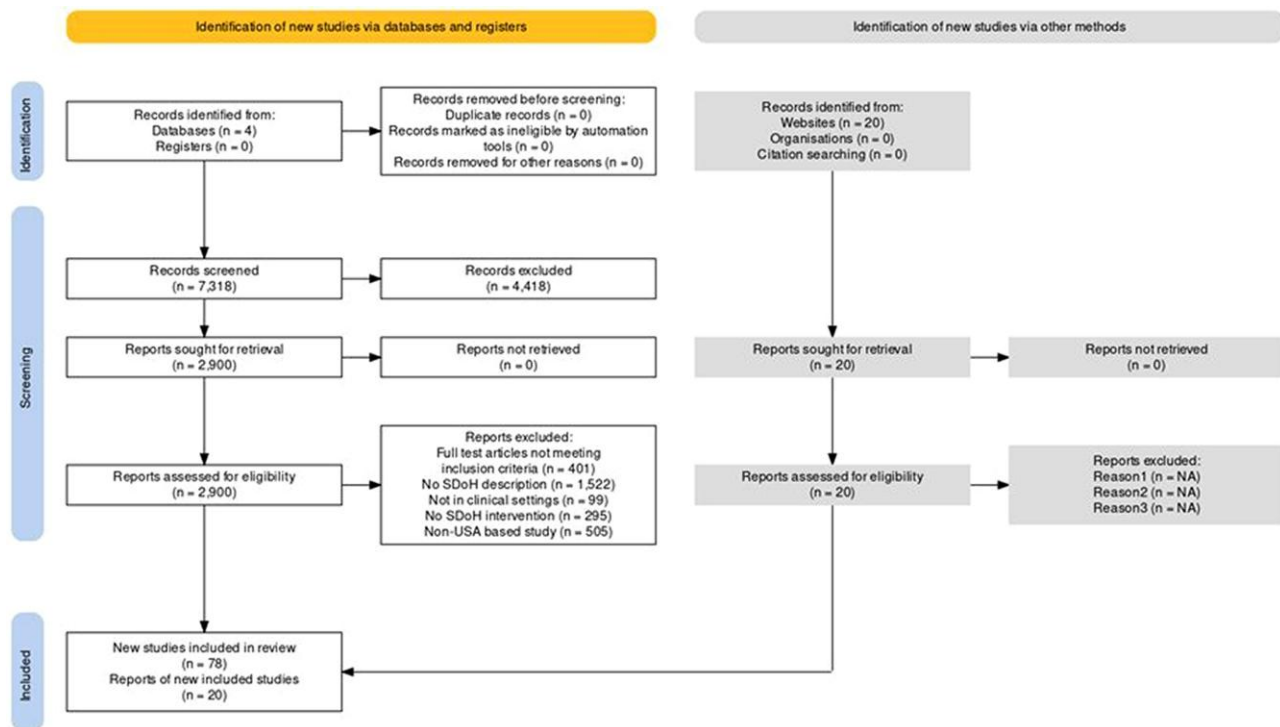 Identification of new studies via databases and registers
Identification of new studies via other methods
Identification
Records identified from:
Databases (n = 4)
Registers (n = 0)
Records removed before screening:
Duplicate records (n = 0)
Records marked as ineligible by automation
tools (n = 0)
Records removed for other reasons (n = 0)
Records identified from:
Websites (n = 20)
Organisations (n = 0)
Citation searching (n = 0)
Screening
Records screened
(n = 7,318)
Records excluded
(n = 4,418)
Reports sought for retrieval
(n = 2,900)
Reports not retrieved
(n = 0)
Reports sought for retrieval
(n = 20)
Reports not retrieved
(n = 0)
Reports assessed for eligibility
(n = 2,900)
Reports excluded:
Full test articles not meeting
inclusion criteria (n = 401)
No SDoH description (n = 1,522)
Not in clinical settings (n = 99)
No SDoH intervention (n = 295)
Non-USA based study (n = 505)
Reports assessed for eligibility
(n = 20)
Reports excluded:
Reason1 (n = NA)
Reason2 (n = NA)
Reason3 (n = NA)
Included
New studies included in review
(n = 78)
Reports of new included studies
(n = 20)